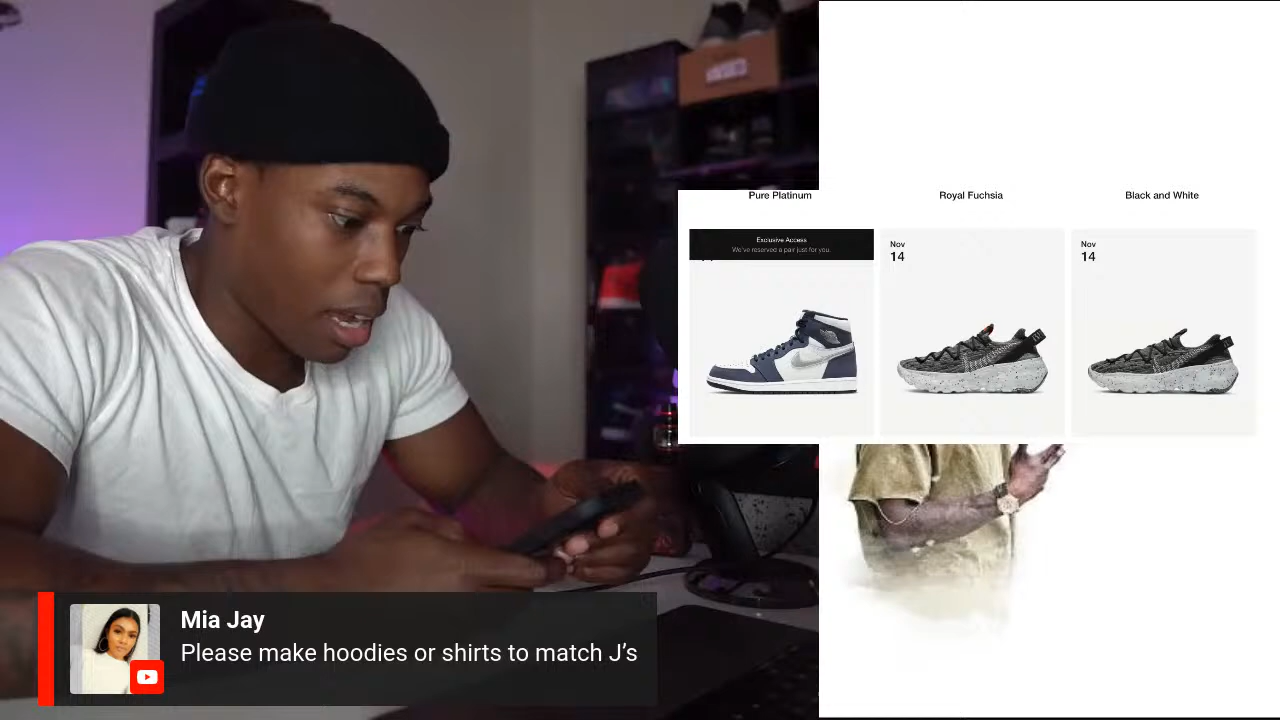 Pure Platinum
Royal Fuchsia
Black and White
Exclusive Access
We've reserved a pair just for you.
Nov
14
Nov
14
Mia Jay
Please make hoodies or shirts to match J's